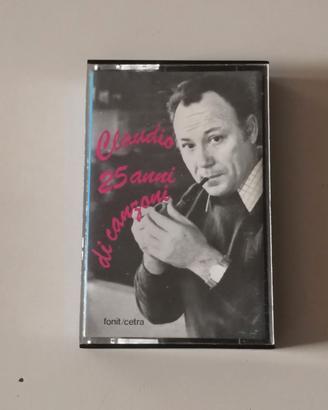 Claudio
25 anni
di canzoni
fonit/cetra